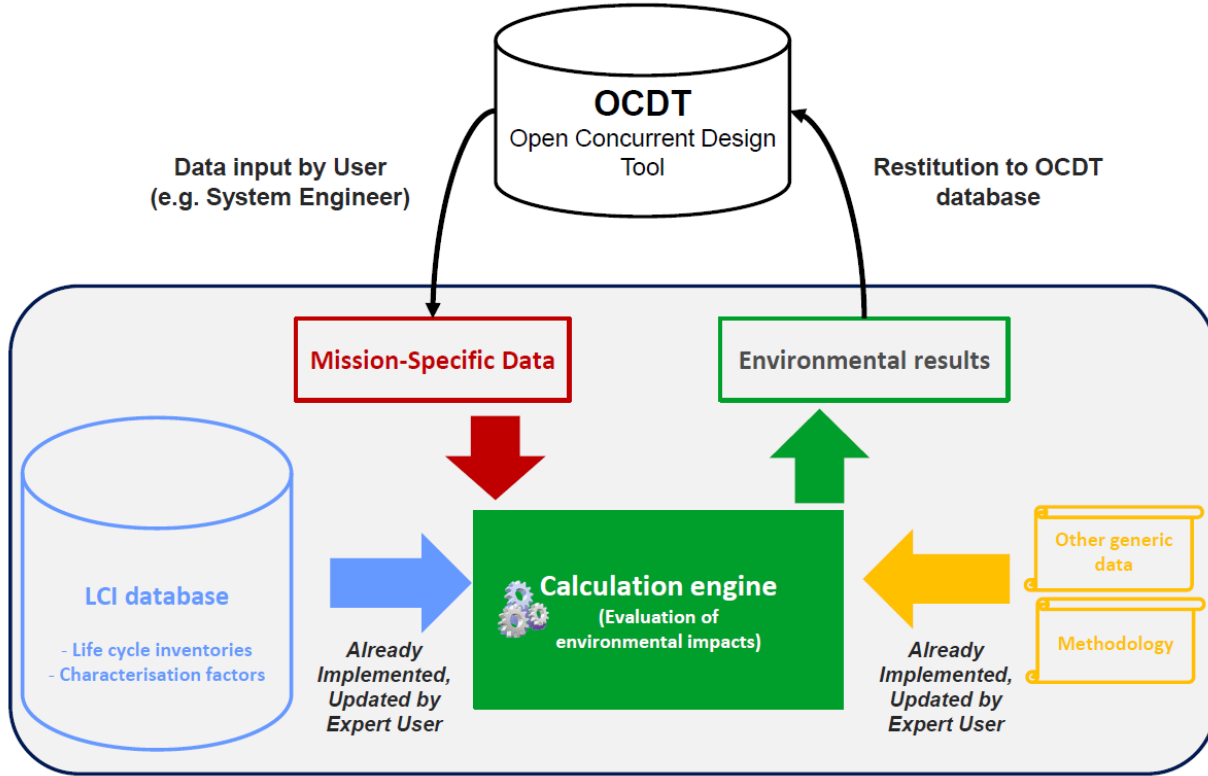 OCDT
Open Concurrent Design
Tool
Data input by User
(e.g. System Engineer)
Restitution to OCDT
database
Mission-Specific Data
Environmental results
LCI database
- Life cycle inventories
- Characterisation factors
Already
Implemented,
Updated by
Expert User
Calculation engine
(Evaluation of
environmental impacts)
Already
Implemented,
Updated by
Expert User
Other generic
data
Methodology